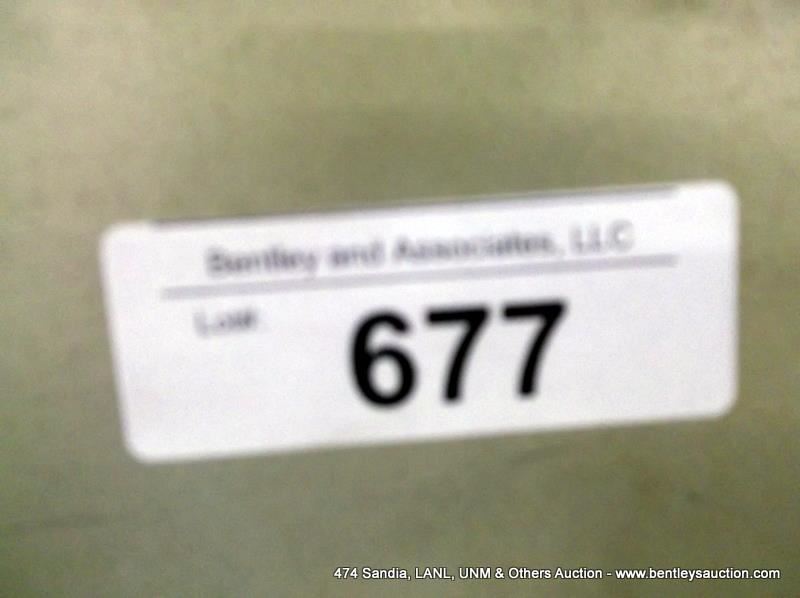 Bentley and Associates, LLC
Lot#:
677
474 Sandia, LANL, UNM & Others Auction - www.bentleysauction.com